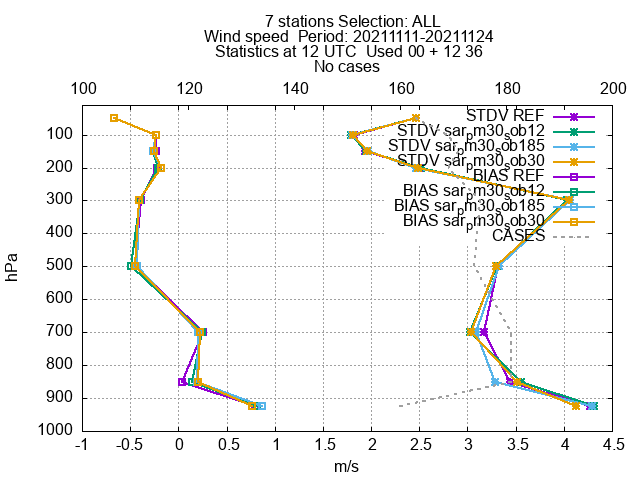 7 stations Selection: ALL
Wind speed  Period: 20211111-20211124
Statistics at 12 UTC  Used 00 + 12 36
No cases
100 120 140 160 180 200
STDV REF
STDV sar_pm30_sob12
STDV sar_pm30_sob185
STDV sar_pm30_sob30
BIAS REF
BIAS sar_pm30_sob12
BIAS sar_pm30_sob185
BIAS sar_pm30_sob30
CASES
100
200
300
400
500
600
700
800
900
1000
hPa
-1 -0.5 0 0.5 1 1.5 2 2.5 3 3.5 4 4.5
m/s